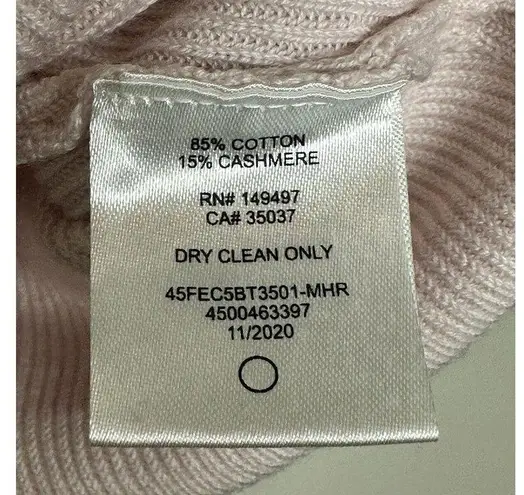 85% COTTON
15% CASHMERE
RN# 149497
CA# 35037
DRY CLEAN ONLY
45FEC5BT3501-MHR
4500463397
11/2020